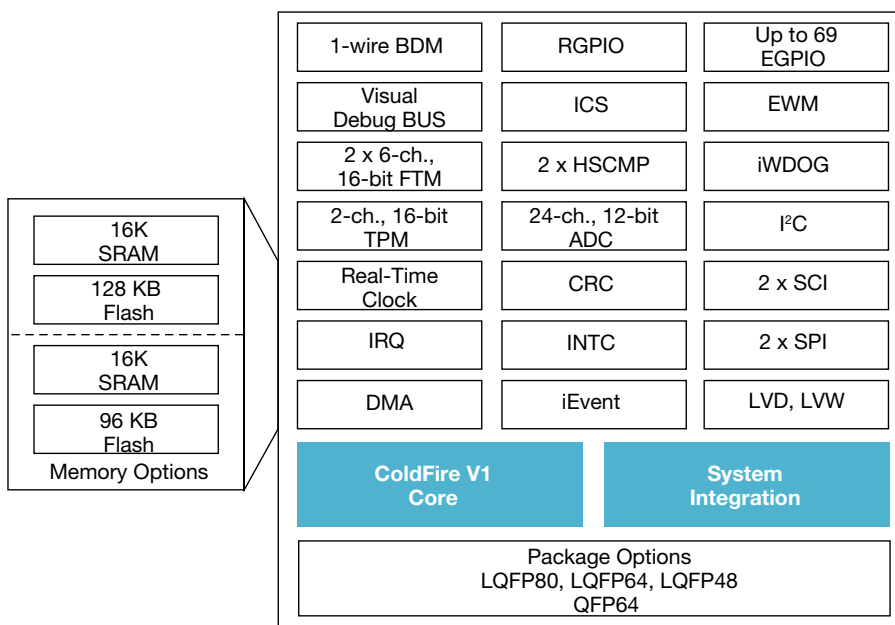 1-wire BDM
RGPIO
Up to 69
EGPIO
Visual
Debug BUS
ICS
EWM
2 x 6-ch.,
16-bit FTM
2 x HSCMP
iWDOG
2-ch., 16-bit
TPM
24-ch., 12-bit
ADC
I²C
Real-Time
Clock
CRC
2 x SCI
IRQ
INTC
2 x SPI
DMA
iEvent
LVD, LVW
16K
SRAM
128 KB
Flash
16K
SRAM
96 KB
Flash
Memory Options
ColdFire V1
Core
System
Integration
Package Options
LQFP80, LQFP64, LQFP48
QFP64